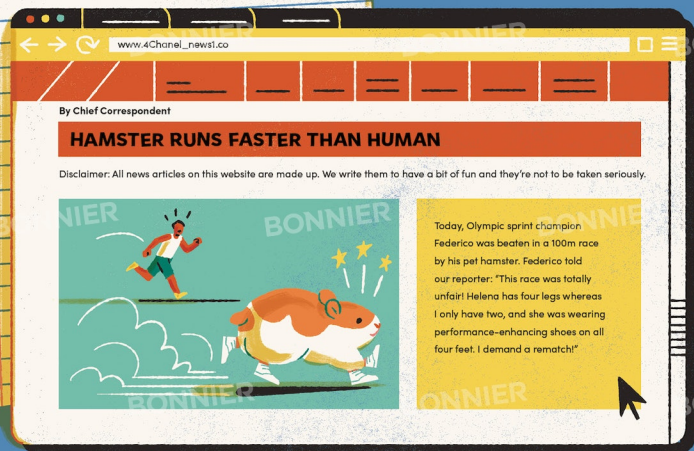 BONNIER
www.4Chanel_news1.co
By Chief Correspondent
HAMSTER RUNS FASTER THAN HUMAN
Disclaimer: All news articles on this website are made up. We write them to have a bit of fun and they’re not to be taken seriously.
BONNIER
Today, Olympic sprint champion
Federico was beaten in a 100m race
by his pet hamster. Federico told
our reporter: “This race was totally
unfair! Helena has four legs whereas
I only have two, and she was wearing
performance-enhancing shoes on all
four feet. I demand a rematch!”
BONNIER
BONNIER